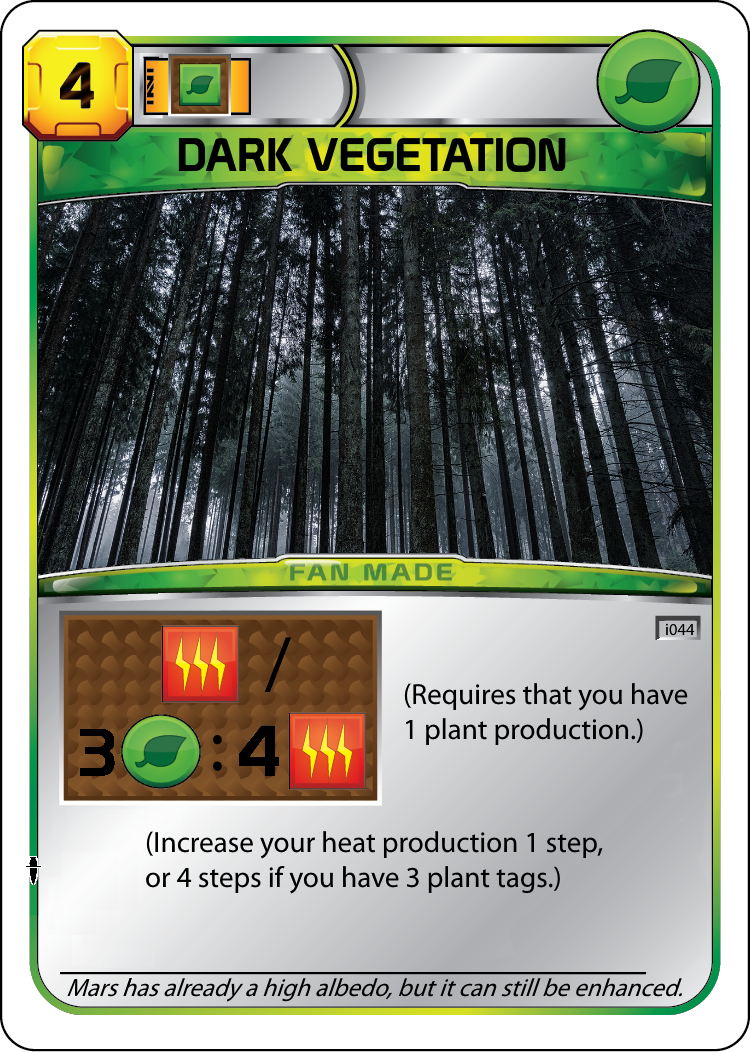 4
DARK VEGETATION
FAN MADE
i044
/
3 : 4
(Requires that you have
1 plant production.)
(Increase your heat production 1 step,
or 4 steps if you have 3 plant tags.)
Mars has already a high albedo, but it can still be enhanced.